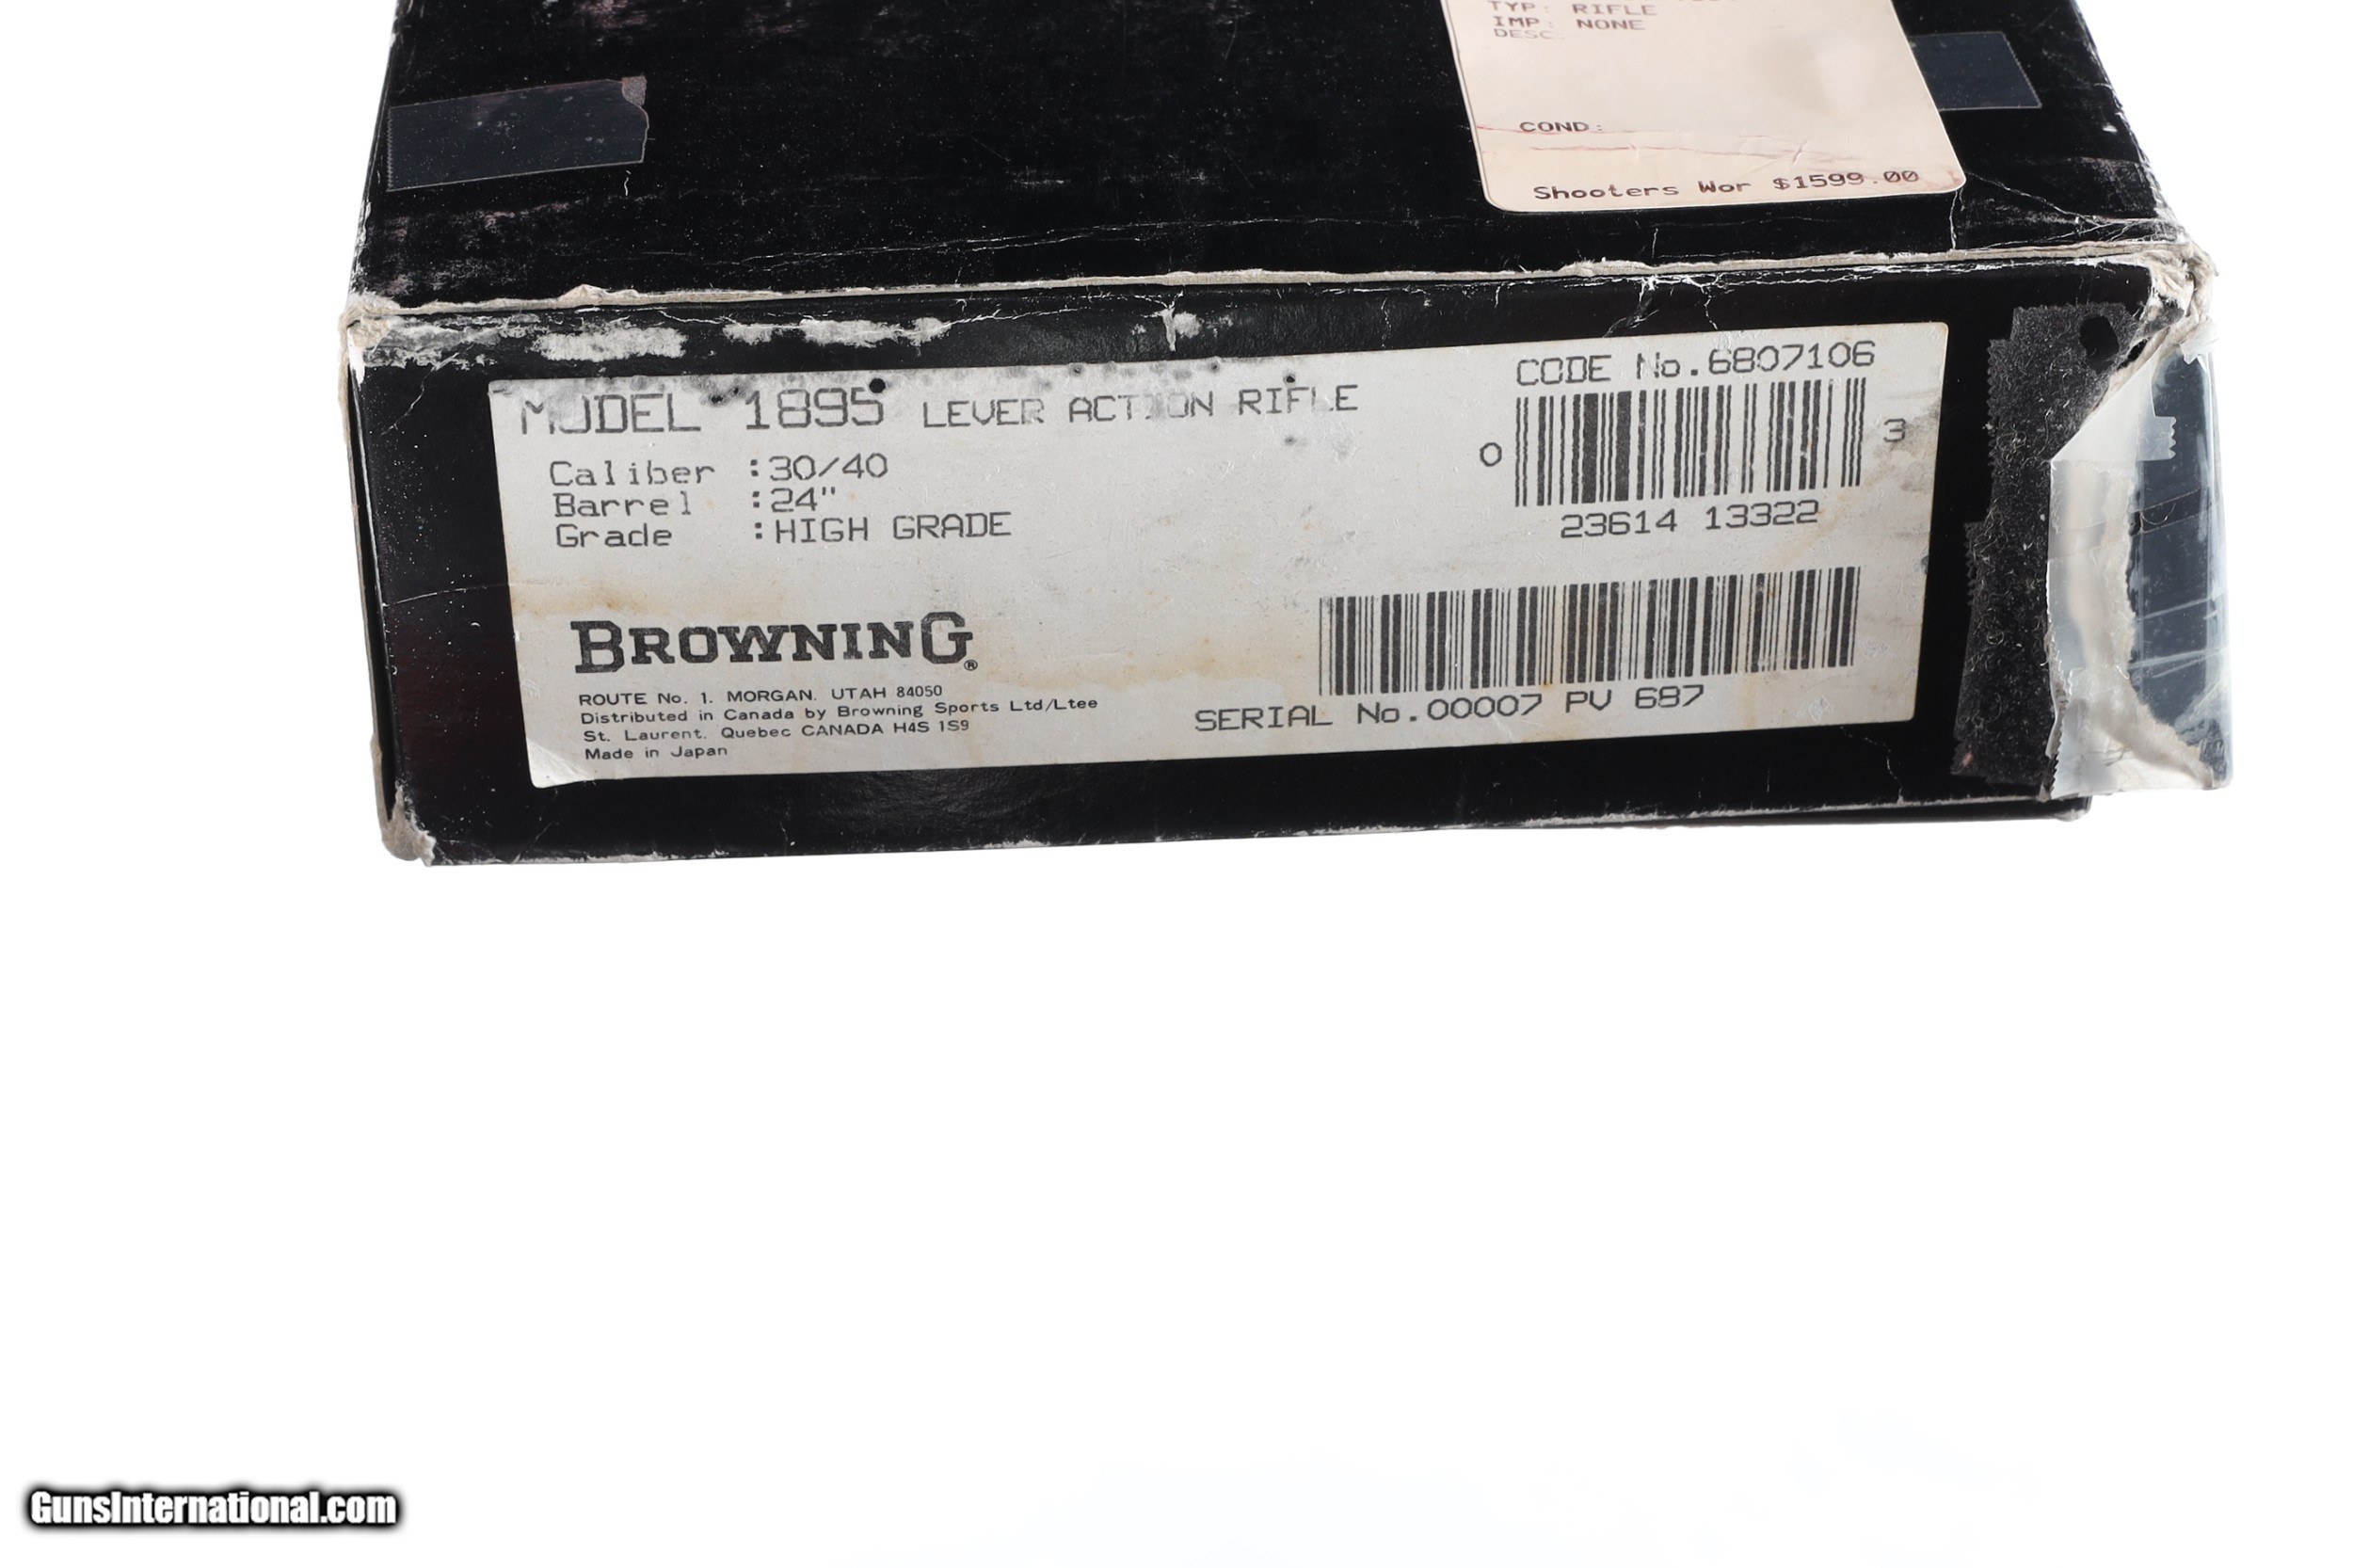 TYP: RIFLE
IMP: NONE
DESC.
COND.:
Shooters Wor $1599.00
MODEL 1895 LEVER ACTION RIFLE
CODE No.6807106
Caliber :30/40
Barrel :24"
Grade :HIGH GRADE
0 3
23614 13322
BROWNING®
ROUTE No. 1. MORGAN. UTAH 84050
Distributed in Canada by Browning Sports Ltd/Ltee
St. Laurent. Quebec CANADA H4S 1S9
Made in Japan
SERIAL No.00007 PV 687
GunsInternational.com